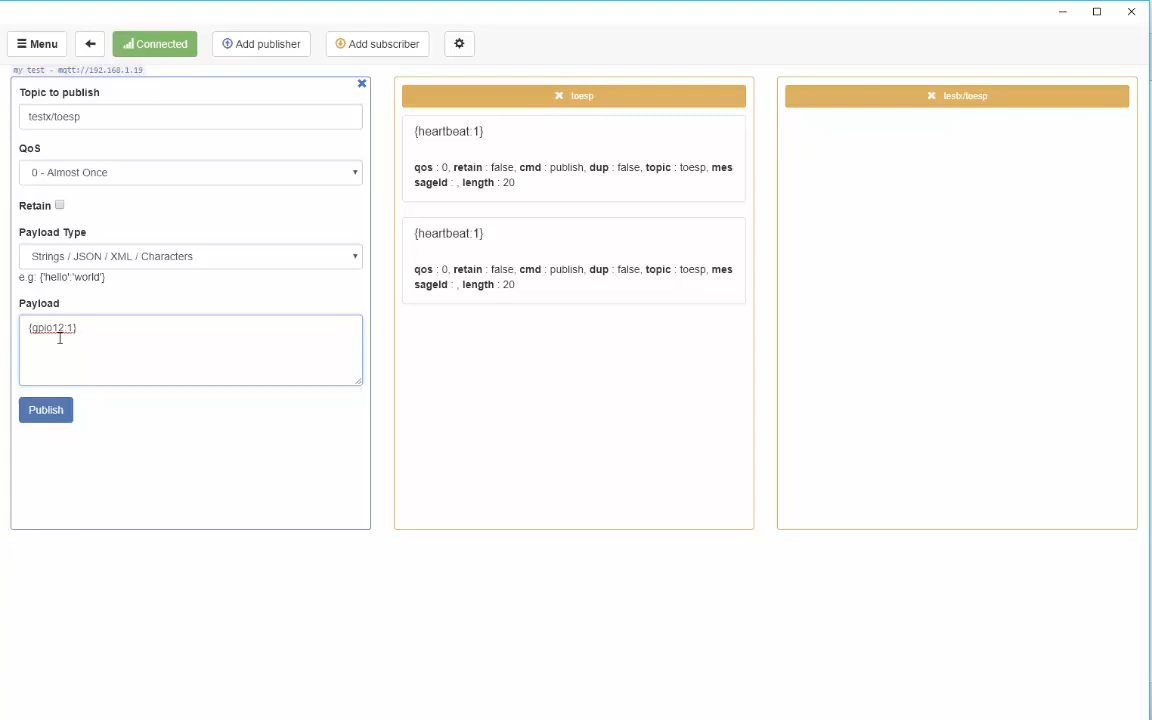 Menu
Connected
Add publisher
Add subscriber
my test - mqtt://192.168.1.19
Topic to publish
testx/toesp
QoS
0 - Almost Once
Retain
Payload Type
Strings / JSON / XML / Characters
e.g: {'hello':'world'}
Payload
{gpio12:1}
Publish
toesp
{heartbeat:1}
qos : 0, retain : false, cmd : publish, dup : false, topic : toesp, mes
sageId : , length : 20
{heartbeat:1}
qos : 0, retain : false, cmd : publish, dup : false, topic : toesp, mes
sageId : , length : 20